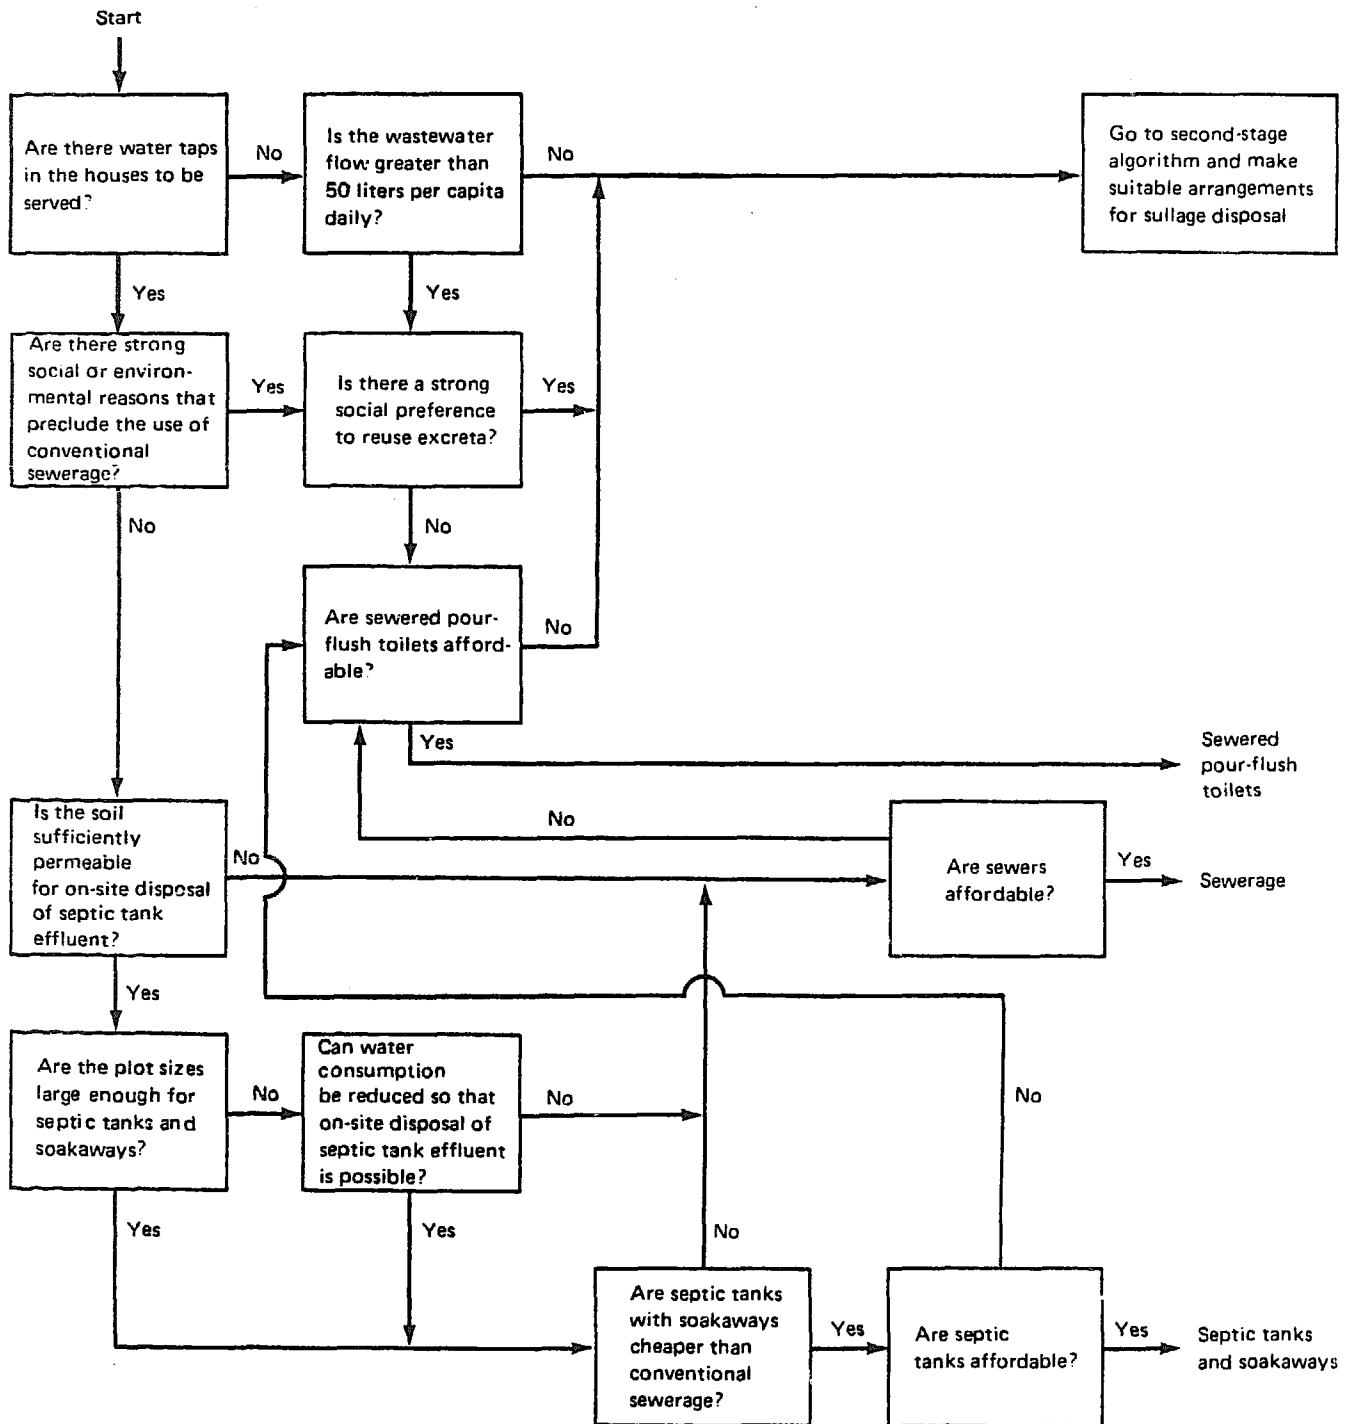 Start
Are there water taps
in the houses to be
served?
No
Is the wastewater
flow greater than
50 liters per capita
daily?
No
Go to second-stage
algorithm and make
suitable arrangements
for sullage disposal
Yes
Yes
Are there strong
social or environ-
mental reasons that
preclude the use of
conventional
sewerage?
Yes
Is there a strong
social preference
to reuse excreta?
Yes
No
No
Are sewered pour-
flush toilets afford-
able?
No
Yes
Sewered
pour-flush
toilets
Is the soil
sufficiently
permeable
for on-site disposal
of septic tank
effluent?
No
No
Are sewers
affordable?
Yes
Sewerage
Yes
Are the plot sizes
large enough for
septic tanks and
soakaways?
No
Can water
consumption
be reduced so that
on-site disposal of
septic tank effluent
is possible?
No
No
Yes
Yes
No
Are septic tanks
with soakaways
cheaper than
conventional
sewerage?
Yes
Are septic
tanks affordable?
Yes
Septic tanks
and soakaways